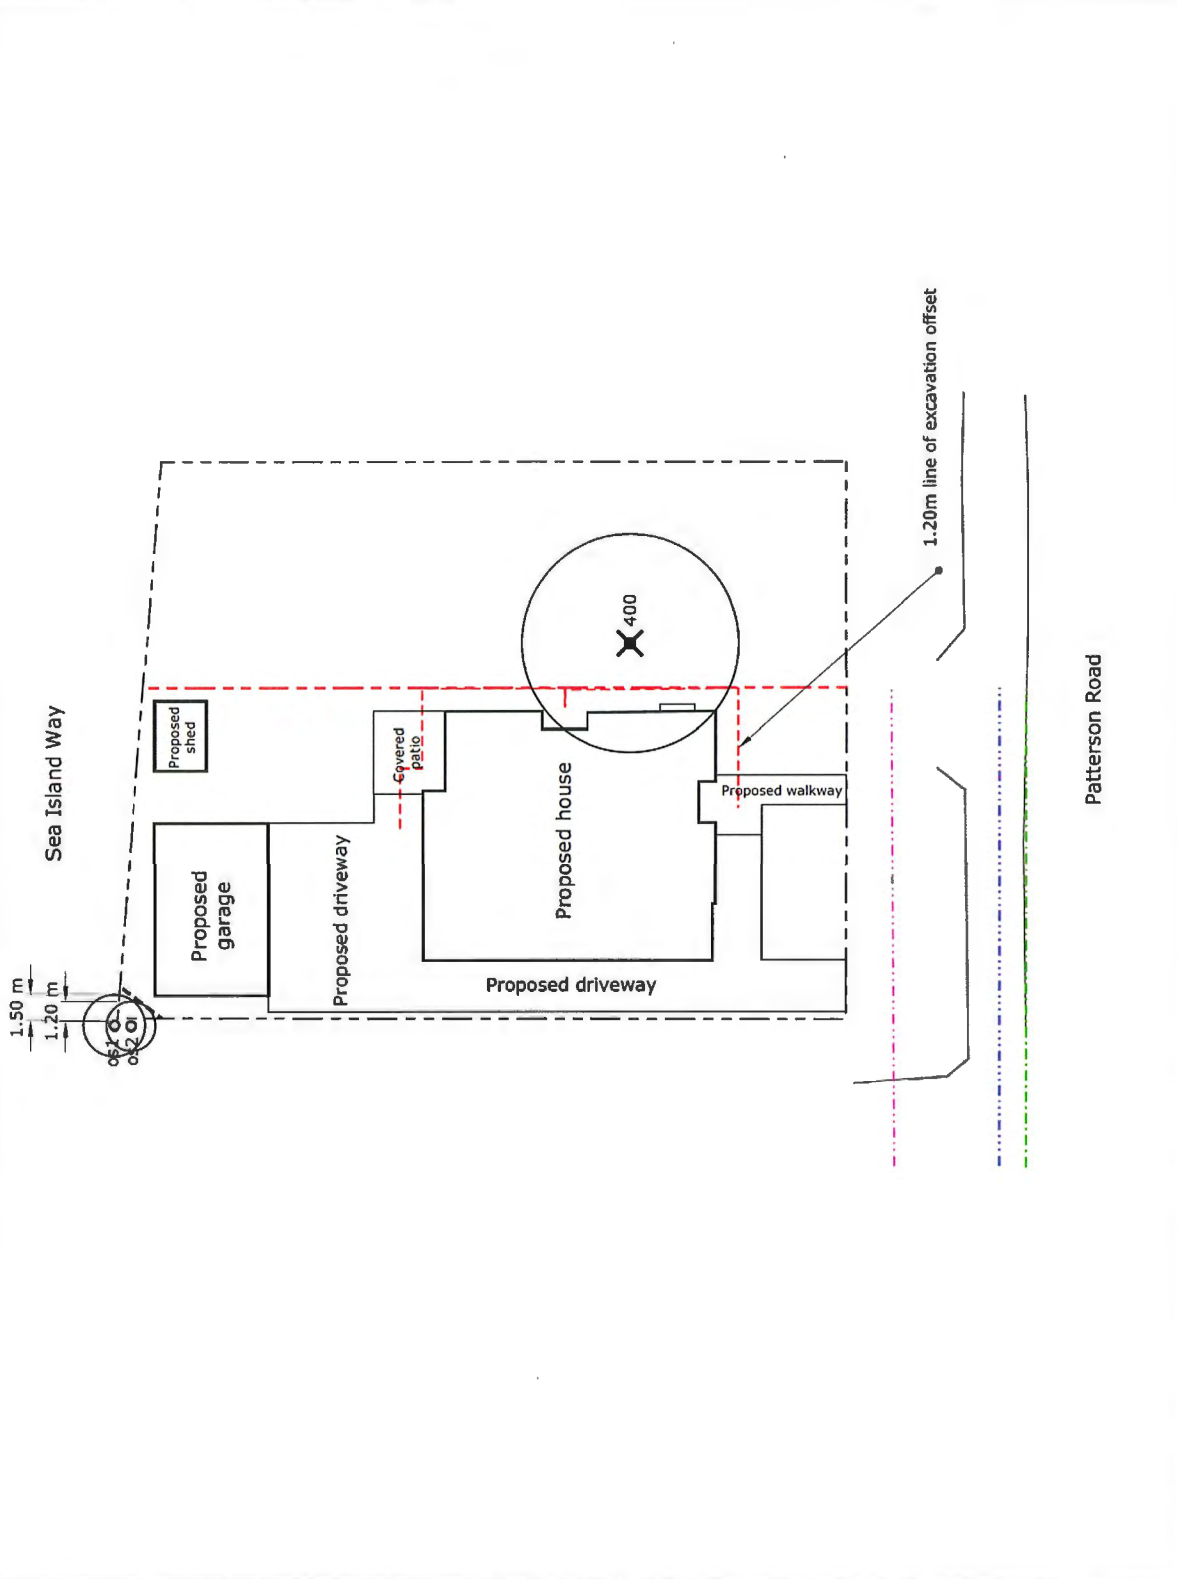 Sea Island Way
1.50 m
1.20 m
os1
os2
Proposed
shed
Proposed
garage
Covered
patio
Proposed driveway
Proposed house
Proposed driveway
400
Proposed walkway
1.20m line of excavation offset
Patterson Road